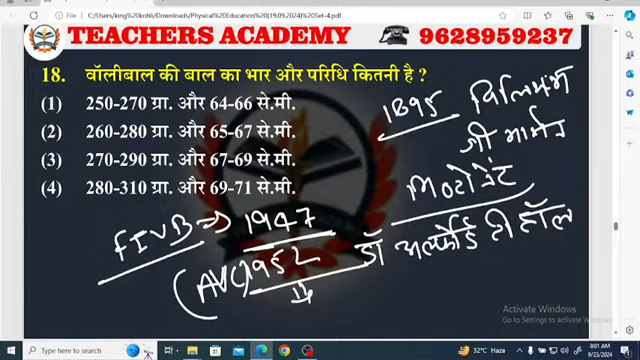 C:/Users/king%20kohli/Documents/Physical%20Education%20(19.09.2024)%20Set-4.pdf
TEACHERS ACADEMY 9628959237
18. वॉलीबाल की बाल का भार और परिधि कितनी है ?
(1) 250-270 ग्रा. और 64-66 से.मी.
(2) 260-280 ग्रा. और 65-67 से.मी.
(3) 270-290 ग्रा. और 67-69 से.मी.
(4) 280-310 ग्रा. और 69-71 से.मी.
1895 विलियम
जी मार्गन
FIVB => 1947
(AVC) 1952 डॉ अल्फोर्ड टी हॉल
Activate Windows
Go to Settings to activate Windows.
Type here to search
32°C Haze
8:01 AM
9/23/2024